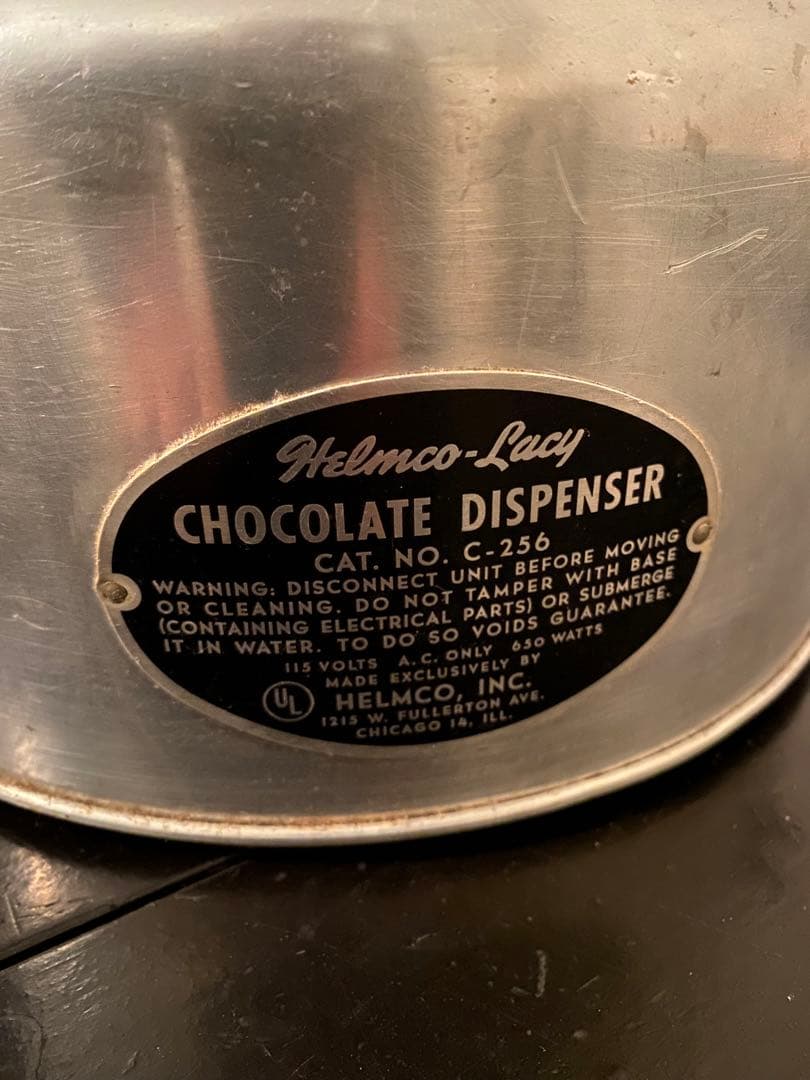 Helmco-Lacy
CHOCOLATE DISPENSER
CAT. NO. C-256
WARNING: DISCONNECT UNIT BEFORE MOVING
OR CLEANING. DO NOT TAMPER WITH BASE
(CONTAINING ELECTRICAL PARTS) OR SUBMERGE
IT IN WATER. TO DO SO VOIDS GUARANTEE.
115 VOLTS A.C. ONLY 650 WATTS
MADE EXCLUSIVELY BY
UL HELMCO, INC.
1215 W. FULLERTON AVE.
CHICAGO 14, ILL.